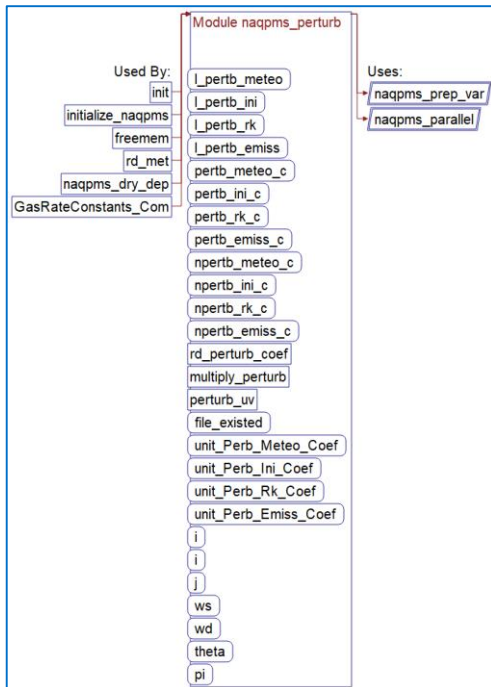 Module naqpms_perturb
Used By:
init
initialize_naqpms
freemem
rd_met
naqpms_dry_dep
GasRateConstants_Com
l_pertb_meteo
l_pertb_ini
l_pertb_rk
l_pertb_emiss
pertb_meteo_c
pertb_ini_c
pertb_rk_c
pertb_emiss_c
npertb_meteo_c
npertb_ini_c
npertb_rk_c
npertb_emiss_c
rd_perturb_coef
multiply_perturb
perturb_uv
file_existed
unit_Perb_Meteo_Coef
unit_Perb_Ini_Coef
unit_Perb_Rk_Coef
unit_Perb_Emiss_Coef
i
i
j
ws
wd
theta
pi
Uses:
naqpms_prep_var
naqpms_parallel